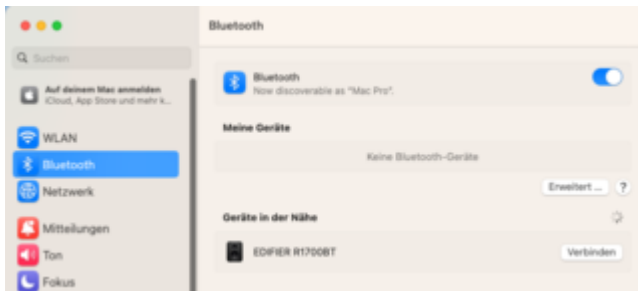 Bluetooth
Suchen
Auf deinem Mac anmelden
iCloud, App Store und mehr k...
WLAN
Bluetooth
Netzwerk
Mitteilungen
Ton
Fokus
Bluetooth
Now discoverable as "Mac Pro".
Meine Geräte
Keine Bluetooth-Geräte
Erweitert ... ?
Geräte in der Nähe
EDIFIER R1700BT
Verbinden